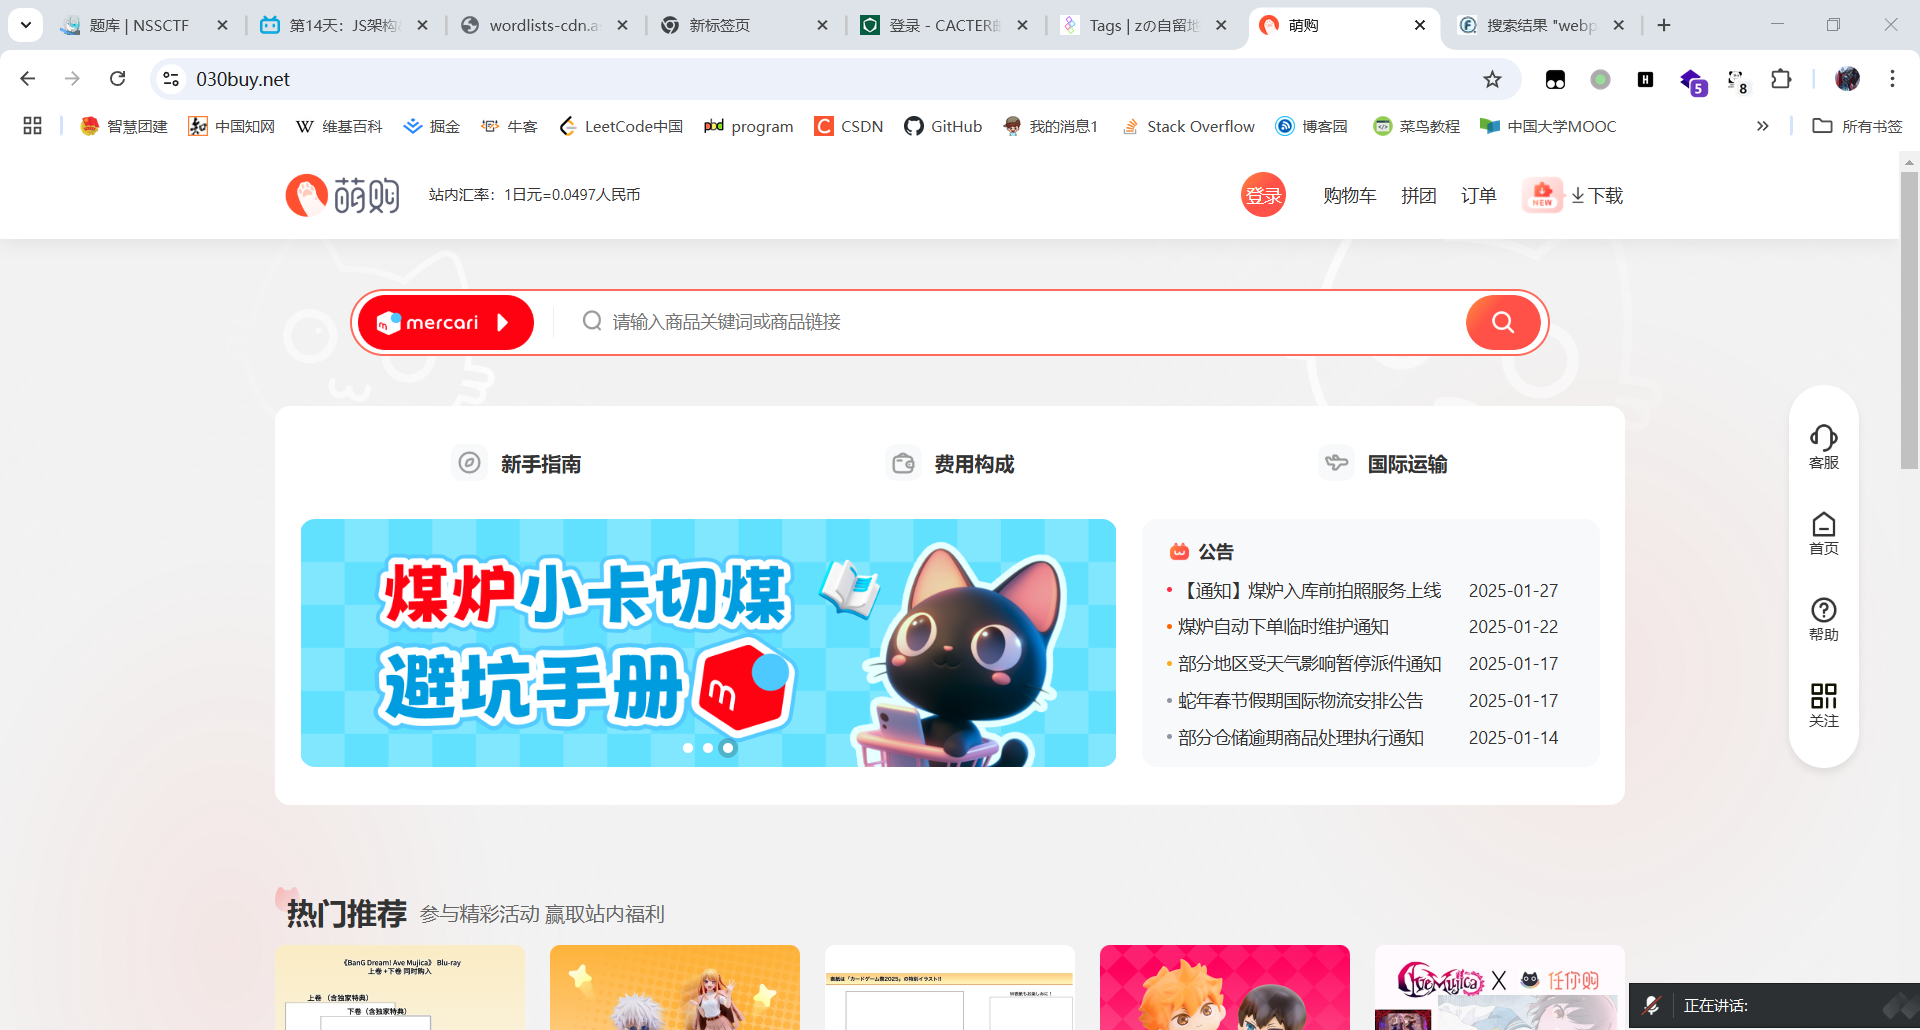 题库 | NSSCTF
第14天：JS架构
wordlists-cdn.as
新标签页
登录 - CACTER
Tags | zの自留地
萌购
搜索结果 "webp
030buy.net
5
8
智慧团建
中国知网
维基百科
掘金
牛客
LeetCode中国
pbd program
CSDN
GitHub
我的消息1
Stack Overflow
博客园
菜鸟教程
中国大学MOOC
所有书签
萌购
站内汇率：1日元=0.0497人民币
登录
购物车
拼团
订单
NEW
下载
mercari
请输入商品关键词或商品链接
新手指南
费用构成
国际运输
煤炉小卡切煤
避坑手册
公告
【通知】煤炉入库前拍照服务上线 2025-01-27
煤炉自动下单临时维护通知 2025-01-22
部分地区受天气影响暂停派件通知 2025-01-17
蛇年春节假期国际物流安排公告 2025-01-17
部分仓储逾期商品处理执行通知 2025-01-14
客服
首页
帮助
关注
热门推荐 参与精彩活动 赢取站内福利
《BanG Dream! Ave Mujica》 Blu-ray
上卷 +下卷 同时购入
上卷（含独家特典）
下卷（含独家特典）
Ave Mujica X 任你购
正在讲话: